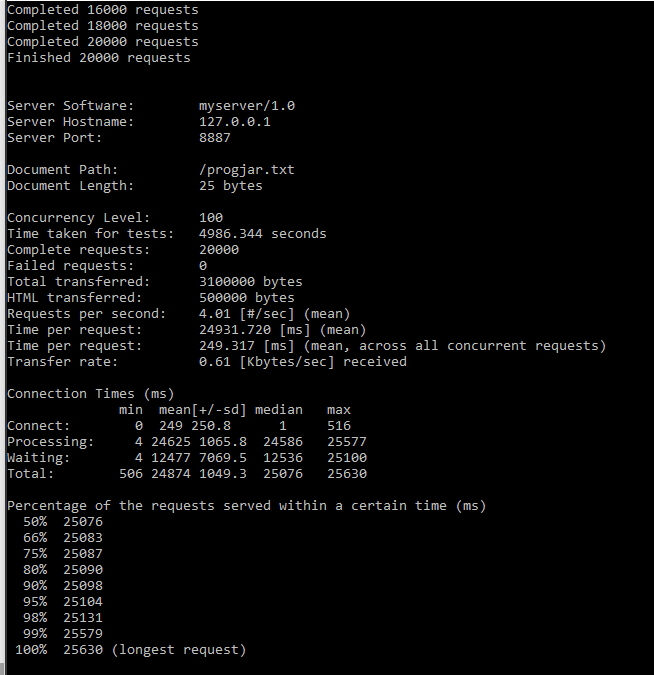 Completed 16000 requests
Completed 18000 requests
Completed 20000 requests
Finished 20000 requests
Server Software:        myserver/1.0
Server Hostname:        127.0.0.1
Server Port:            8887
Document Path:          /progjar.txt
Document Length:        25 bytes
Concurrency Level:      100
Time taken for tests:   4986.344 seconds
Complete requests:      20000
Failed requests:        0
Total transferred:      3100000 bytes
HTML transferred:       500000 bytes
Requests per second:    4.01 [#/sec] (mean)
Time per request:       24931.720 [ms] (mean)
Time per request:       249.317 [ms] (mean, across all concurrent requests)
Transfer rate:          0.61 [Kbytes/sec] received
Connection Times (ms)
              min  mean[+/-sd] median   max
Connect:        0  249 250.8      1     516
Processing:     4 24625 1065.8  24586   25577
Waiting:        4 12477 7069.5  12536   25100
Total:        506 24874 1049.3  25076   25630
Percentage of the requests served within a certain time (ms)
  50%  25076
  66%  25083
  75%  25087
  80%  25090
  90%  25098
  95%  25104
  98%  25131
  99%  25579
 100%  25630 (longest request)